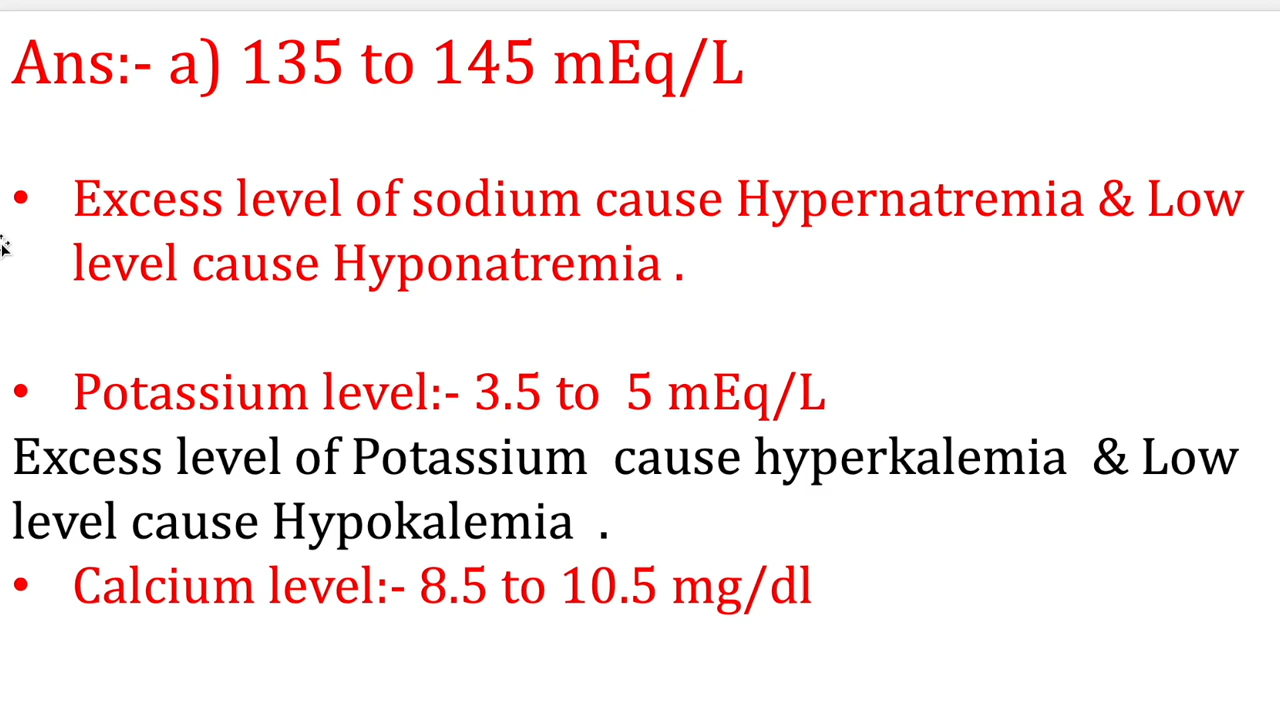 Ans:- a) 135 to 145 mEq/L
• Excess level of sodium cause Hypernatremia & Low
level cause Hyponatremia .
• Potassium level:- 3.5 to  5 mEq/L
Excess level of Potassium  cause hyperkalemia  & Low
level cause Hypokalemia  .
• Calcium level:- 8.5 to 10.5 mg/dl